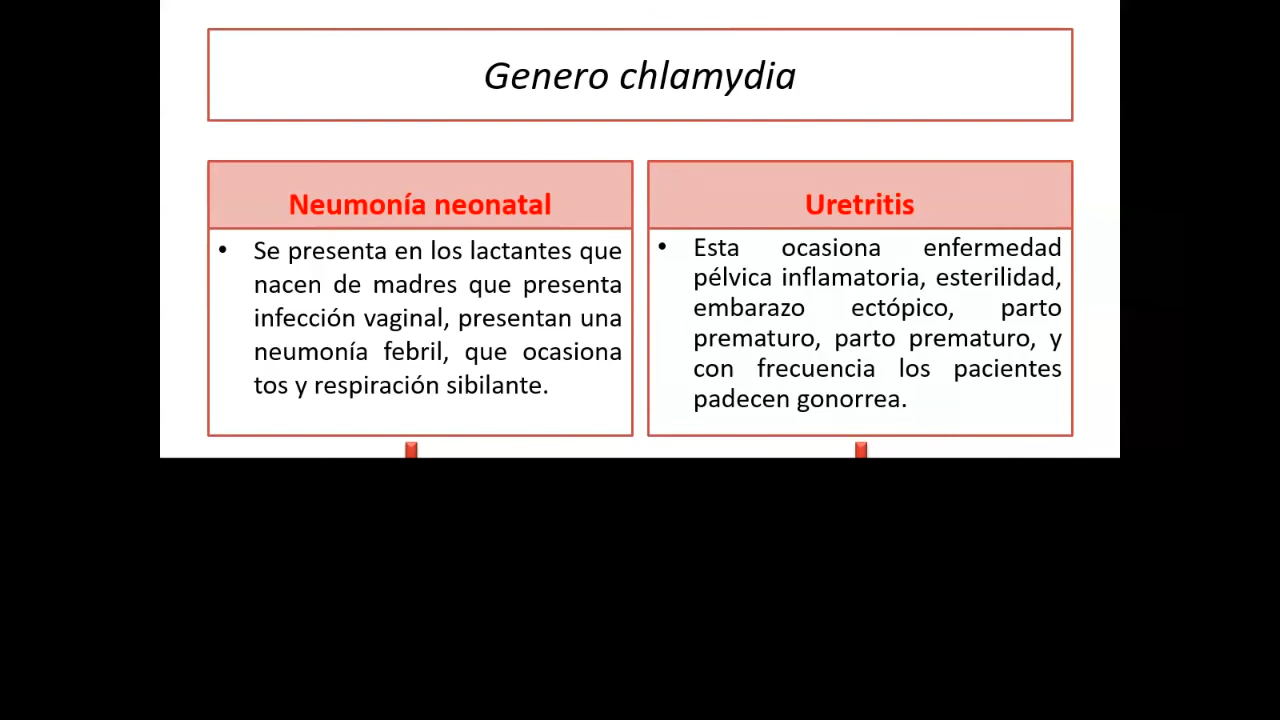 Genero chlamydia
Neumonía neonatal
• Se presenta en los lactantes que
nacen de madres que presenta
infección vaginal, presentan una
neumonía febril, que ocasiona
tos y respiración sibilante.
Uretritis
• Esta ocasiona enfermedad
pélvica inflamatoria, esterilidad,
embarazo ectópico, parto
prematuro, parto prematuro, y
con frecuencia los pacientes
padecen gonorrea.